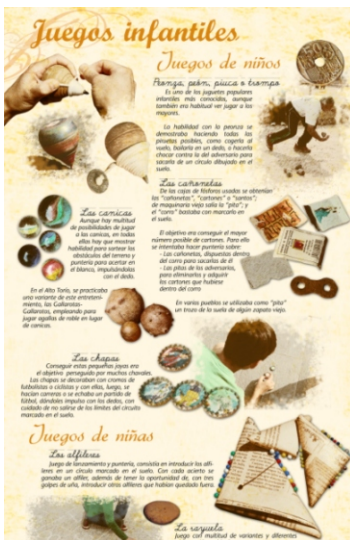 Juegos infantiles
Juegos de niños
Peonza, peón, piuca o trompo
Es uno de los juguetes populares
infantiles más conocidos, aunque
también era habitual ver jugar a los
mayores.
La habilidad con la peonza se
demostraba haciendo todas las
piruetas posibles, como cogerla al
vuelo, bailarla en un dedo, o hacerla
chocar contra la del adversario para
sacarla de un círculo dibujado en el
suelo.
Las cañoneles
De las cajas de fósforos usadas se obtenían
los "cañoneles", "cartones" o "santos";
de maquinaria vieja salía la "pita"; y
el "corro" bastaba con marcarlo en
el suelo.
El objetivo era conseguir el mayor
número posible de cartones. Para ello
se intentaba hacer puntería sobre:
- Los cañoneles, dispuestos dentro
del corro para sacarlos de él
- Las pitas de los adversarios,
para eliminarlos y adquirir
los cartones que hubiese
dentro del corro
En varios pueblos se utilizaba como "pita"
un trozo de la suela de algún zapato viejo.
Las canicas
Aunque hay multitud
de posibilidades de jugar
a las canicas, en todas
ellas hay que mostrar
habilidad para sortear los
obstáculos del terreno y
puntería para acertar en
el blanco, impulsándolas
con el dedo.
En el Alto Torío, se practicaba
una variante de este entreteni-
miento, las Gallarotas-
Gallarotas, empleando para
jugar agallas de roble en lugar
de canicas.
Las chapas
Conseguir estas pequeñas joyas era
el objetivo perseguido por muchos chavales.
Las chapas se decoraban con cromos de
futbolistas o ciclistas y con ellas, luego, se
hacían carreras o se echaba un partido de
fútbol, dándoles impulso con los dedos, con
cuidado de no salirse de los límites del circuito
marcado en el suelo.
Juegos de niñas
Los alfileres
Juego de lanzamiento y puntería, consistía en introducir los alfi-
leres en un círculo marcado en el suelo. Con cada acierto se
ganaba un alfiler, además de tener la oportunidad de, con tres
golpes de uña, introducir otros alfileres que habían quedado fuera.
La rayuela
Juego con multitud de variantes y diferentes